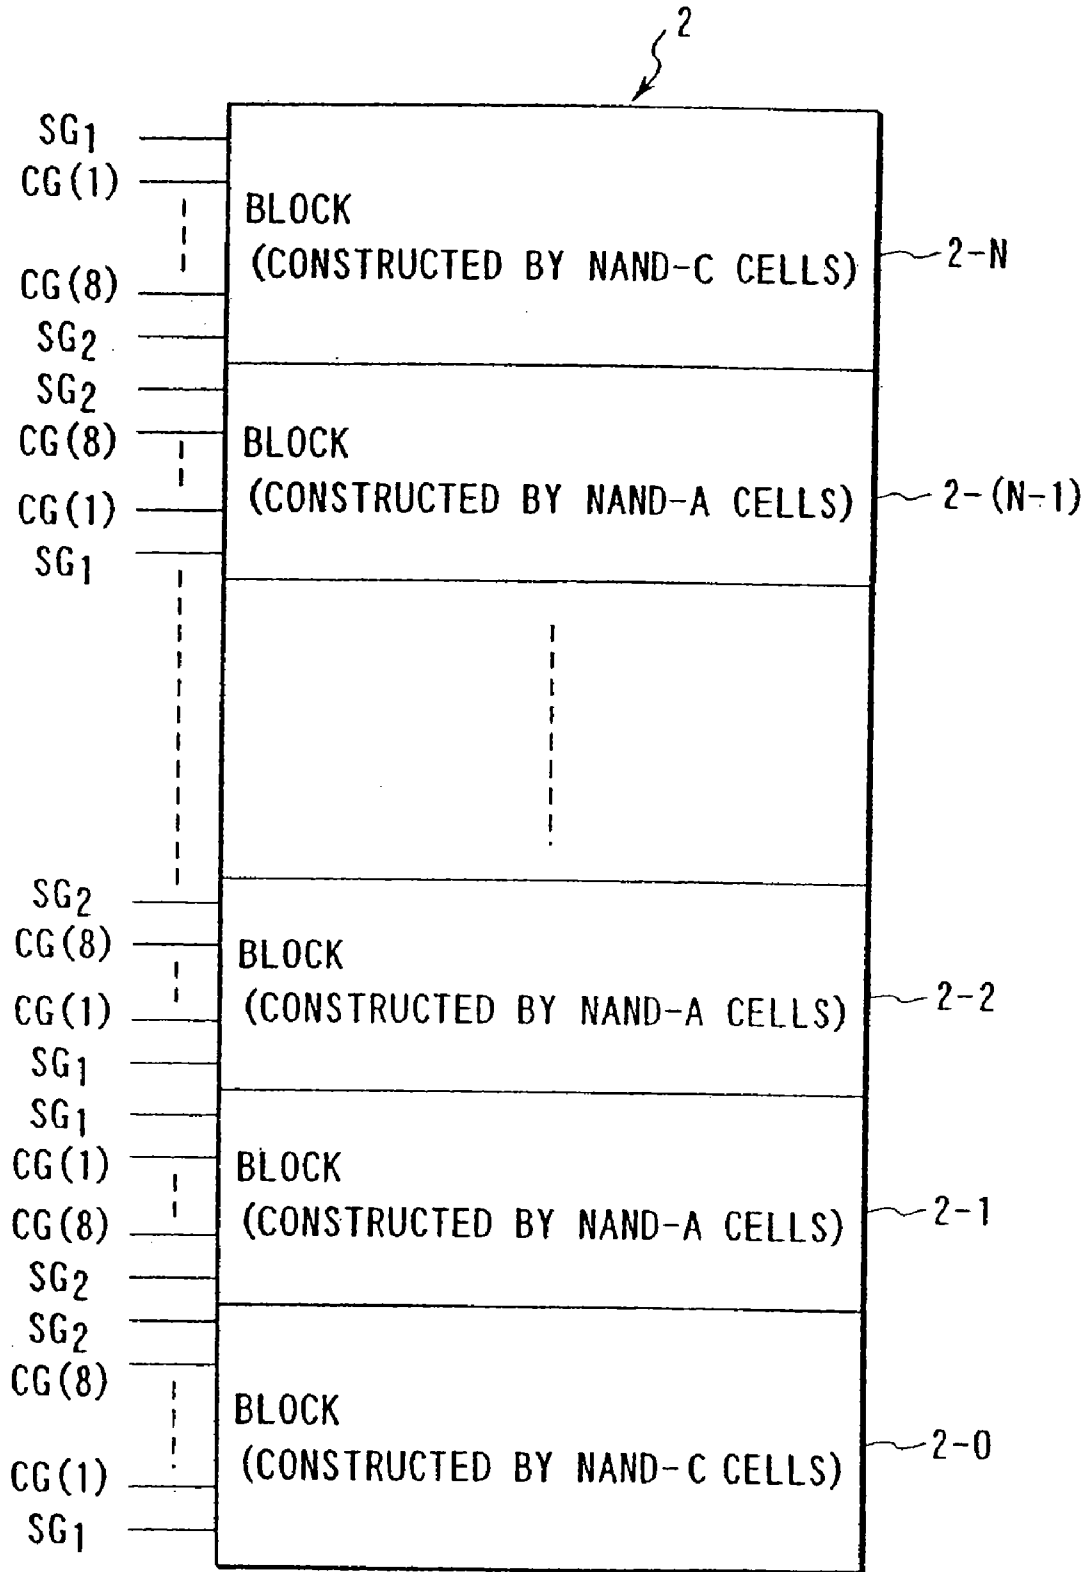 2
SG1
CG(1)
BLOCK
(CONSTRUCTED BY NAND-C CELLS)
2-N
CG(8)
SG2
SG2
CG(8)
BLOCK
(CONSTRUCTED BY NAND-A CELLS)
2-(N-1)
CG(1)
SG1
SG2
CG(8)
BLOCK
(CONSTRUCTED BY NAND-A CELLS)
2-2
CG(1)
SG1
SG1
CG(1)
BLOCK
(CONSTRUCTED BY NAND-A CELLS)
2-1
CG(8)
SG2
SG2
CG(8)
BLOCK
(CONSTRUCTED BY NAND-C CELLS)
2-0
CG(1)
SG1